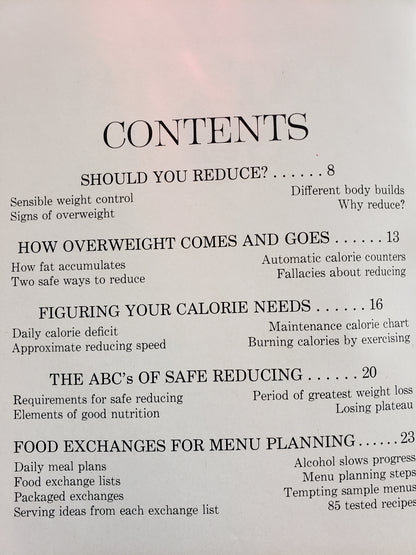 CONTENTS
SHOULD YOU REDUCE? . . . . . . 8
Sensible weight control
Signs of overweight
Different body builds
Why reduce?
HOW OVERWEIGHT COMES AND GOES . . . . . . 13
How fat accumulates
Two safe ways to reduce
Automatic calorie counters
Fallacies about reducing
FIGURING YOUR CALORIE NEEDS . . . . . . 16
Daily calorie deficit
Approximate reducing speed
Maintenance calorie chart
Burning calories by exercising
THE ABC's OF SAFE REDUCING . . . . . . 20
Requirements for safe reducing
Elements of good nutrition
Period of greatest weight loss
Losing plateau
FOOD EXCHANGES FOR MENU PLANNING . . . . . . 23
Daily meal plans
Food exchange lists
Packaged exchanges
Serving ideas from each exchange list
Alcohol slows progress
Menu planning steps
Tempting sample menus
85 tested recipes